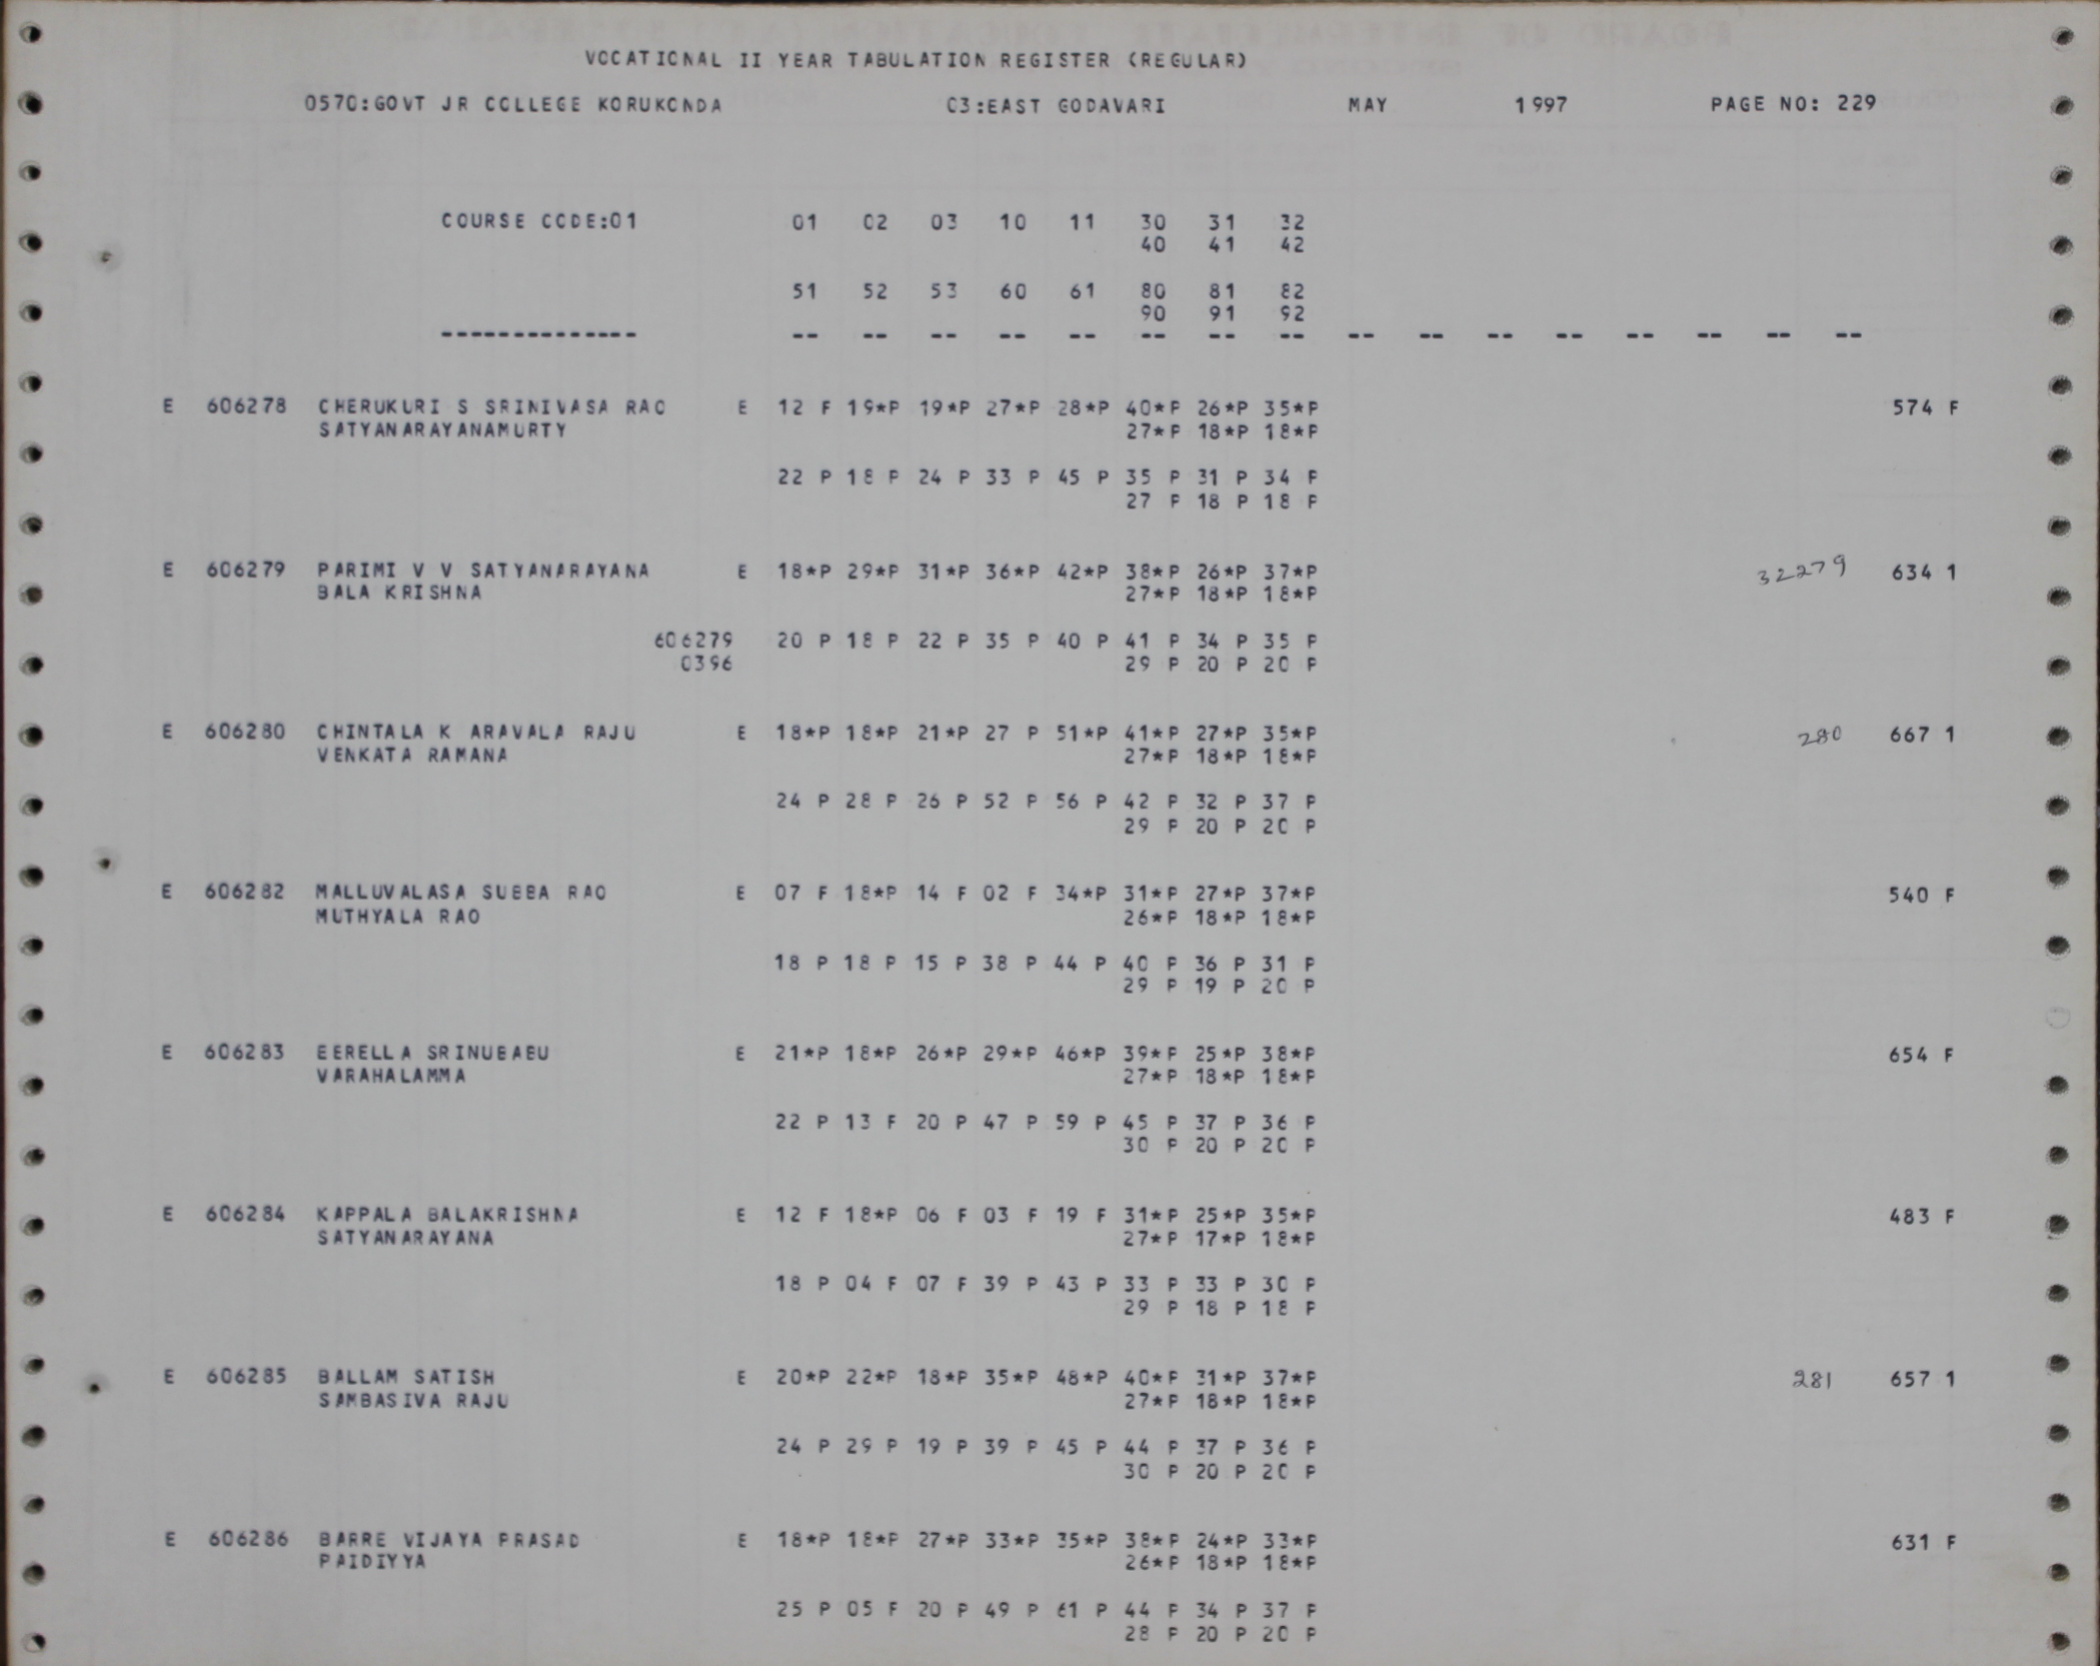 VOCATIONAL II YEAR TABULATION REGISTER (REGULAR)
0570:GOVT JR COLLEGE KORUKONDA 03:EAST GODAVARI MAY 1997 PAGE NO: 229
COURSE CODE:01 01 02 03 10 11 30 31 32
40 41 42
51 52 53 60 61 80 81 82
90 91 92
-------------- -- -- -- -- -- -- -- -- -- -- -- -- -- -- -- --
E 606278 CHERUKURI S SRINIVASA RAO E 12 F 19*P 19*P 27*P 28*P 40*P 26*P 35*P 574 F
SATYANARAYANAMURTY 27*P 18*P 18*P
22 P 18 P 24 P 33 P 45 P 35 P 31 P 34 P
27 P 18 P 18 P
E 606279 PARIMI V V SATYANARAYANA E 18*P 29*P 31*P 36*P 42*P 38*P 26*P 37*P 32279 634 1
BALA KRISHNA 27*P 18*P 18*P
606279 20 P 18 P 22 P 35 P 40 P 41 P 34 P 35 P
0396 29 P 20 P 20 P
E 606280 CHINTALA K ARAVALA RAJU E 18*P 18*P 21*P 27 P 51*P 41*P 27*P 35*P 280 667 1
VENKATA RAMANA 27*P 18*P 18*P
24 P 28 P 26 P 52 P 56 P 42 P 32 P 37 P
29 P 20 P 20 P
E 606282 MALLUVALASA SUBBA RAO E 07 F 18*P 14 F 02 F 34*P 31*P 27*P 37*P 540 F
MUTHYALA RAO 26*P 18*P 18*P
18 P 18 P 15 P 38 P 44 P 40 P 36 P 31 P
29 P 19 P 20 P
E 606283 EERELLA SRINUBABU E 21*P 18*P 26*P 29*P 46*P 39*P 25*P 38*P 654 F
VARAHALAMMA 27*P 18*P 18*P
22 P 13 F 20 P 47 P 59 P 45 P 37 P 36 P
30 P 20 P 20 P
E 606284 KAPPALA BALAKRISHNA E 12 F 18*P 06 F 03 F 19 F 31*P 25*P 35*P 483 F
SATYANARAYANA 27*P 17*P 18*P
18 P 04 F 07 F 39 P 43 P 33 P 33 P 30 P
29 P 18 P 18 P
E 606285 BALLAM SATISH E 20*P 22*P 18*P 35*P 48*P 40*P 31*P 37*P 281 657 1
SAMBASIVA RAJU 27*P 18*P 18*P
24 P 29 P 19 P 39 P 45 P 44 P 37 P 36 P
30 P 20 P 20 P
E 606286 BARRE VIJAYA PRASAD E 18*P 18*P 27*P 33*P 35*P 38*P 24*P 33*P 631 F
PAIDIYYA 26*P 18*P 18*P
25 P 05 F 20 P 49 P 61 P 44 P 34 P 37 P
28 P 20 P 20 P